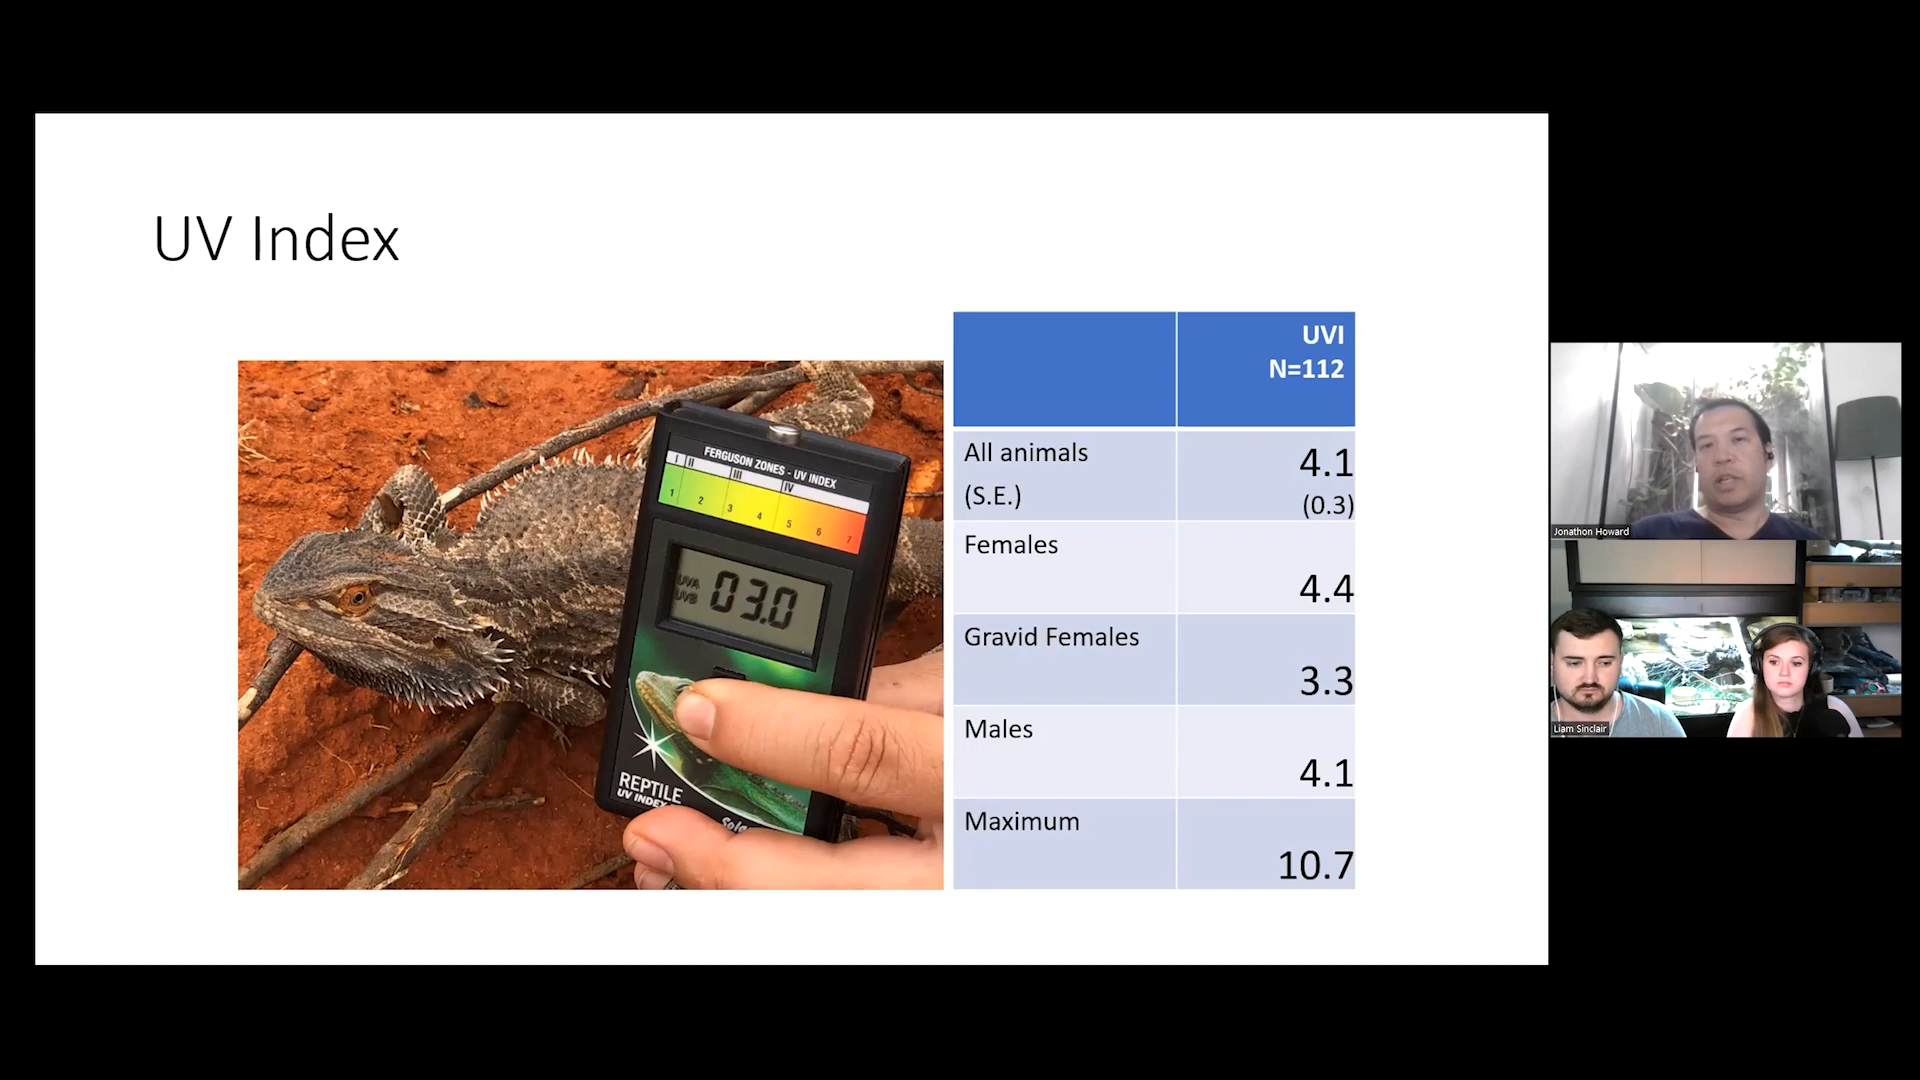 UV Index
FERGUSON ZONES - UV INDEX
I II III IV
1 2 3 4 5 6 7
UVA
UVB
03.0
REPTILE
UV INDEX
UVI
N=112
All animals
(S.E.)
4.1
(0.3)
Females
4.4
Gravid Females
3.3
Males
4.1
Maximum
10.7
Jonathon Howard
Liam Sinclair